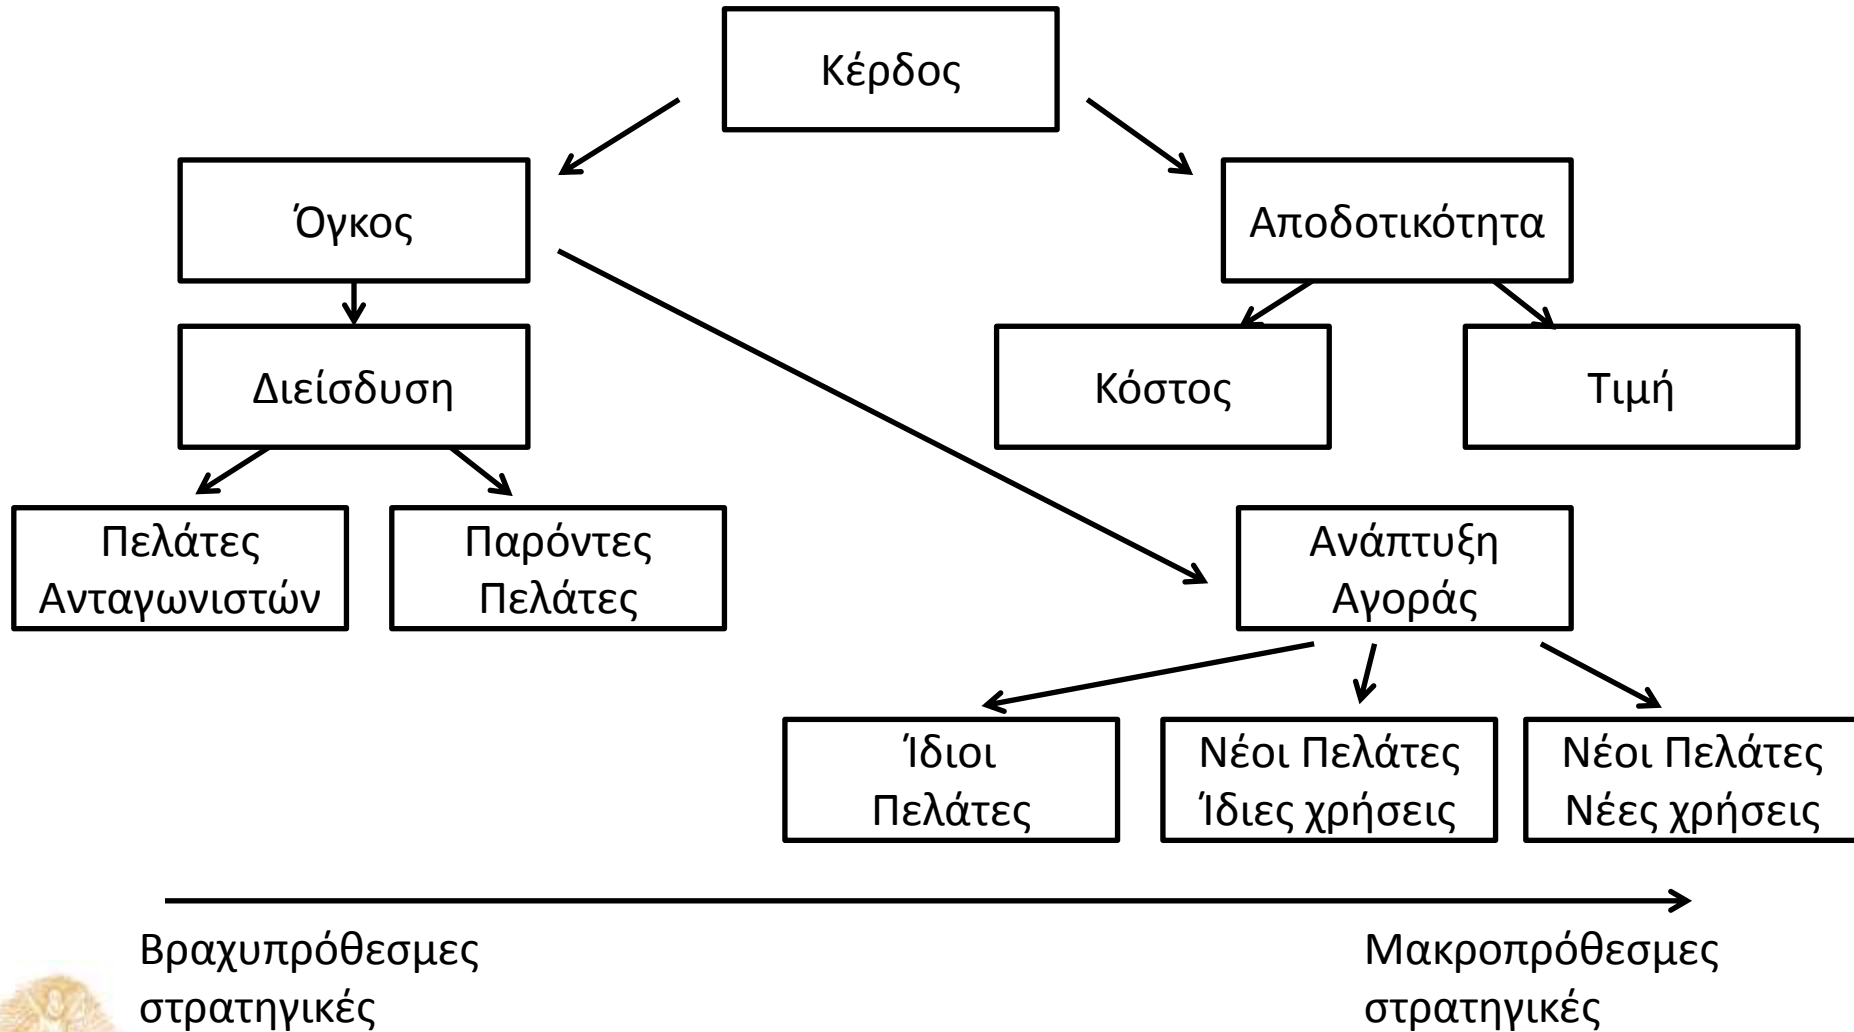 Κέρδος
Όγκος
Αποδοτικότητα
Διείσδυση
Κόστος
Τιμή
Πελάτες
Ανταγωνιστών
Παρόντες
Πελάτες
Ανάπτυξη
Αγοράς
Ίδιοι
Πελάτες
Νέοι Πελάτες
Ίδιες χρήσεις
Νέοι Πελάτες
Νέες χρήσεις
Βραχυπρόθεσμες
στρατηγικές
Μακροπρόθεσμες
στρατηγικές